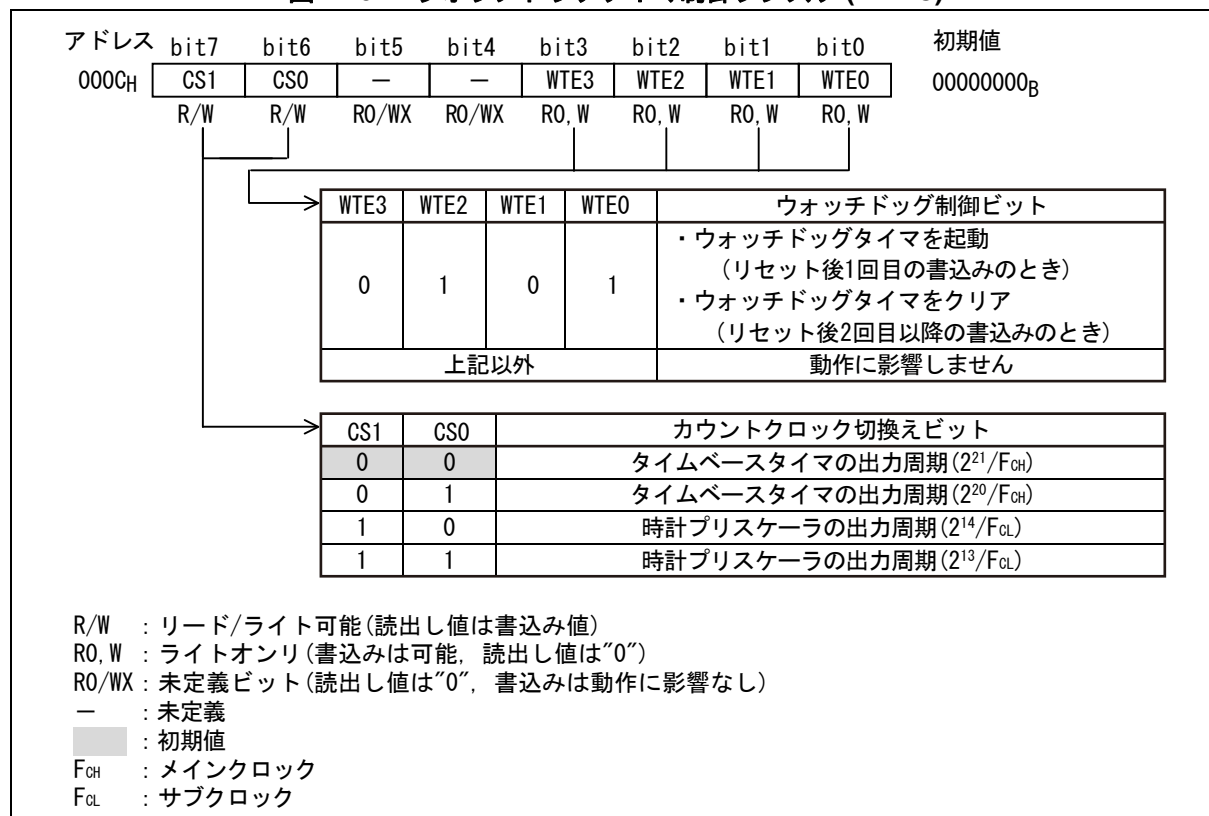 アドレス bit7 bit6 bit5 bit4 bit3 bit2 bit1 bit0 初期値
000CH CS1 CS0 － － WTE3 WTE2 WTE1 WTE0 00000000B
R/W R/W R0/WX R0/WX R0,W R0,W R0,W R0,W
WTE3 WTE2 WTE1 WTE0 ウォッチドッグ制御ビット
0 1 0 1 ・ウォッチドッグタイマを起動
(リセット後1回目の書込みのとき)
・ウォッチドッグタイマをクリア
(リセット後2回目以降の書込みのとき)
上記以外 動作に影響しません
CS1 CS0 カウントクロック切換えビット
0 0 タイムベースタイマの出力周期(2²¹/FCH)
0 1 タイムベースタイマの出力周期(2²⁰/FCH)
1 0 時計プリスケーラの出力周期(2¹⁴/FCL)
1 1 時計プリスケーラの出力周期(2¹³/FCL)
R/W ：リード/ライト可能(読出し値は書込み値)
R0,W ：ライトオンリ(書込みは可能, 読出し値は"0")
R0/WX：未定義ビット(読出し値は"0", 書込みは動作に影響なし)
－ ：未定義
：初期値
FCH ：メインクロック
FCL ：サブクロック